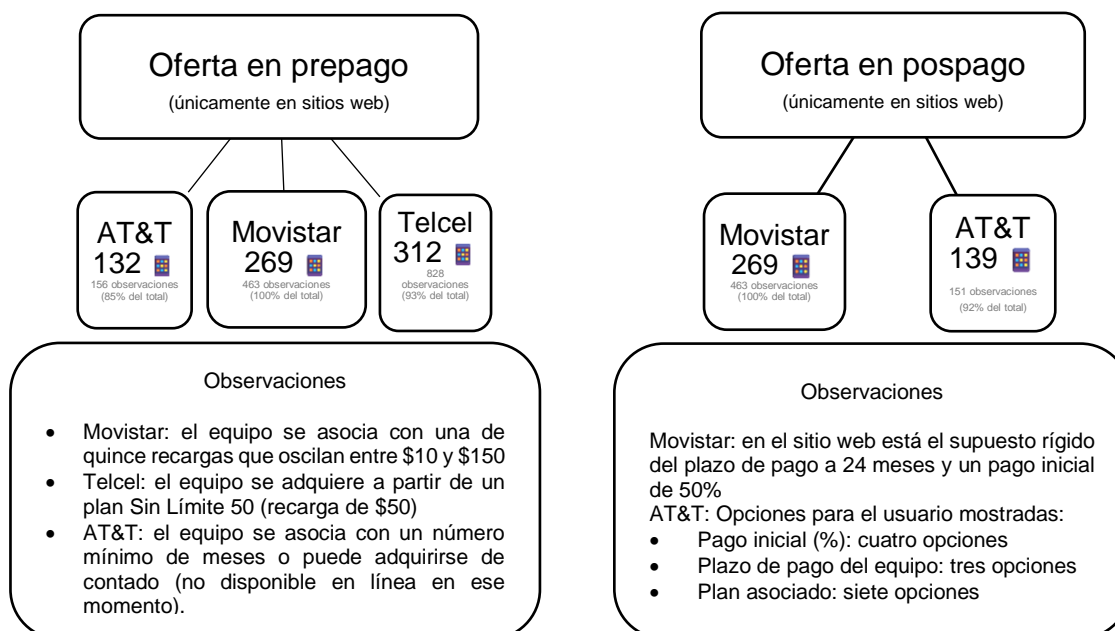 Oferta en prepago
(únicamente en sitios web)
AT&T
132
156 observaciones
(85% del total)
Movistar
269
463 observaciones
(100% del total)
Telcel
312
828
observaciones
(93% del total)
Observaciones
• Movistar: el equipo se asocia con una de
quince recargas que oscilan entre $10 y $150
• Telcel: el equipo se adquiere a partir de un
plan Sin Límite 50 (recarga de $50)
• AT&T: el equipo se asocia con un número
mínimo de meses o puede adquirirse de
contado (no disponible en línea en ese
momento).
Oferta en pospago
(únicamente en sitios web)
Movistar
269
463 observaciones
(100% del total)
AT&T
139
151 observaciones
(92% del total)
Observaciones
Movistar: en el sitio web está el supuesto rígido
del plazo de pago a 24 meses y un pago inicial
de 50%
AT&T: Opciones para el usuario mostradas:
• Pago inicial (%): cuatro opciones
• Plazo de pago del equipo: tres opciones
• Plan asociado: siete opciones